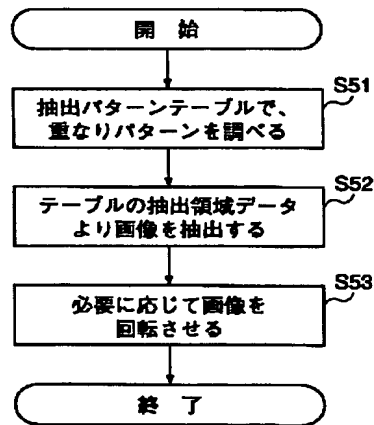 開 始
S51
抽出パターンテーブルで、
重なりパターンを調べる
S52
テーブルの抽出領域データ
より画像を抽出する
S53
必要に応じて画像を
回転させる
終 了